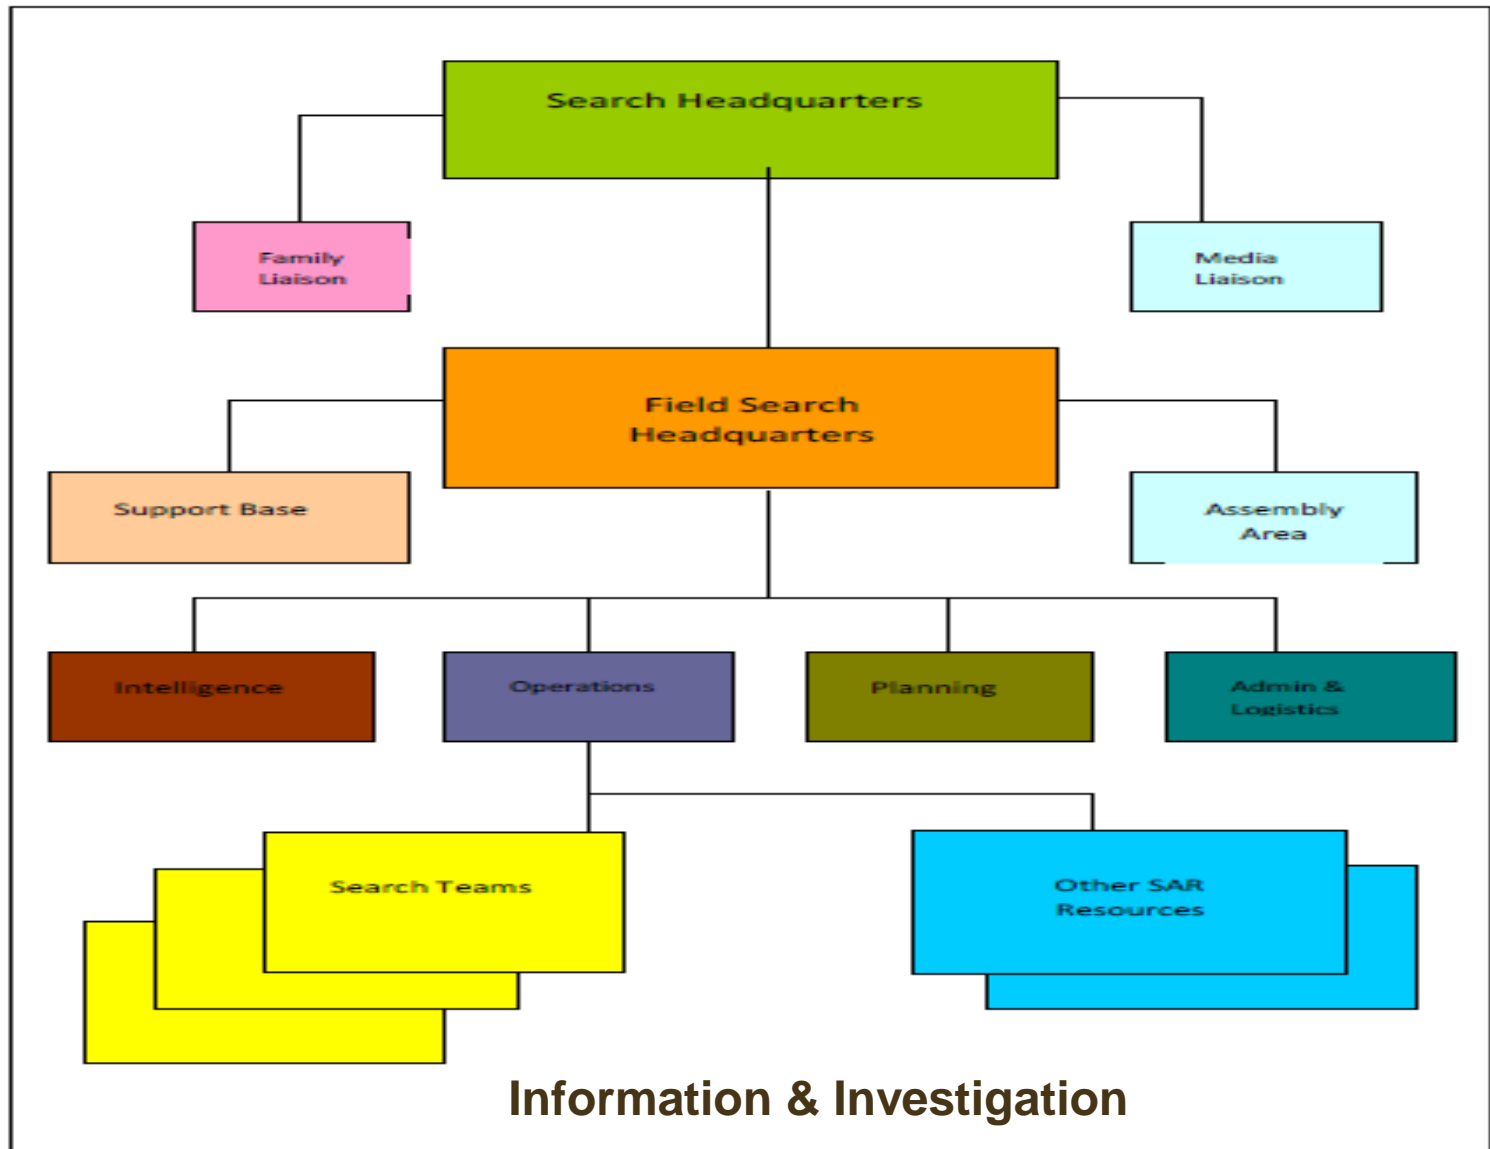 Search Headquarters
Family
Liaison
Media
Liaison
Field Search
Headquarters
Support Base
Assembly
Area
Intelligence
Operations
Planning
Admin &
Logistics
Search Teams
Other SAR
Resources
Information & Investigation